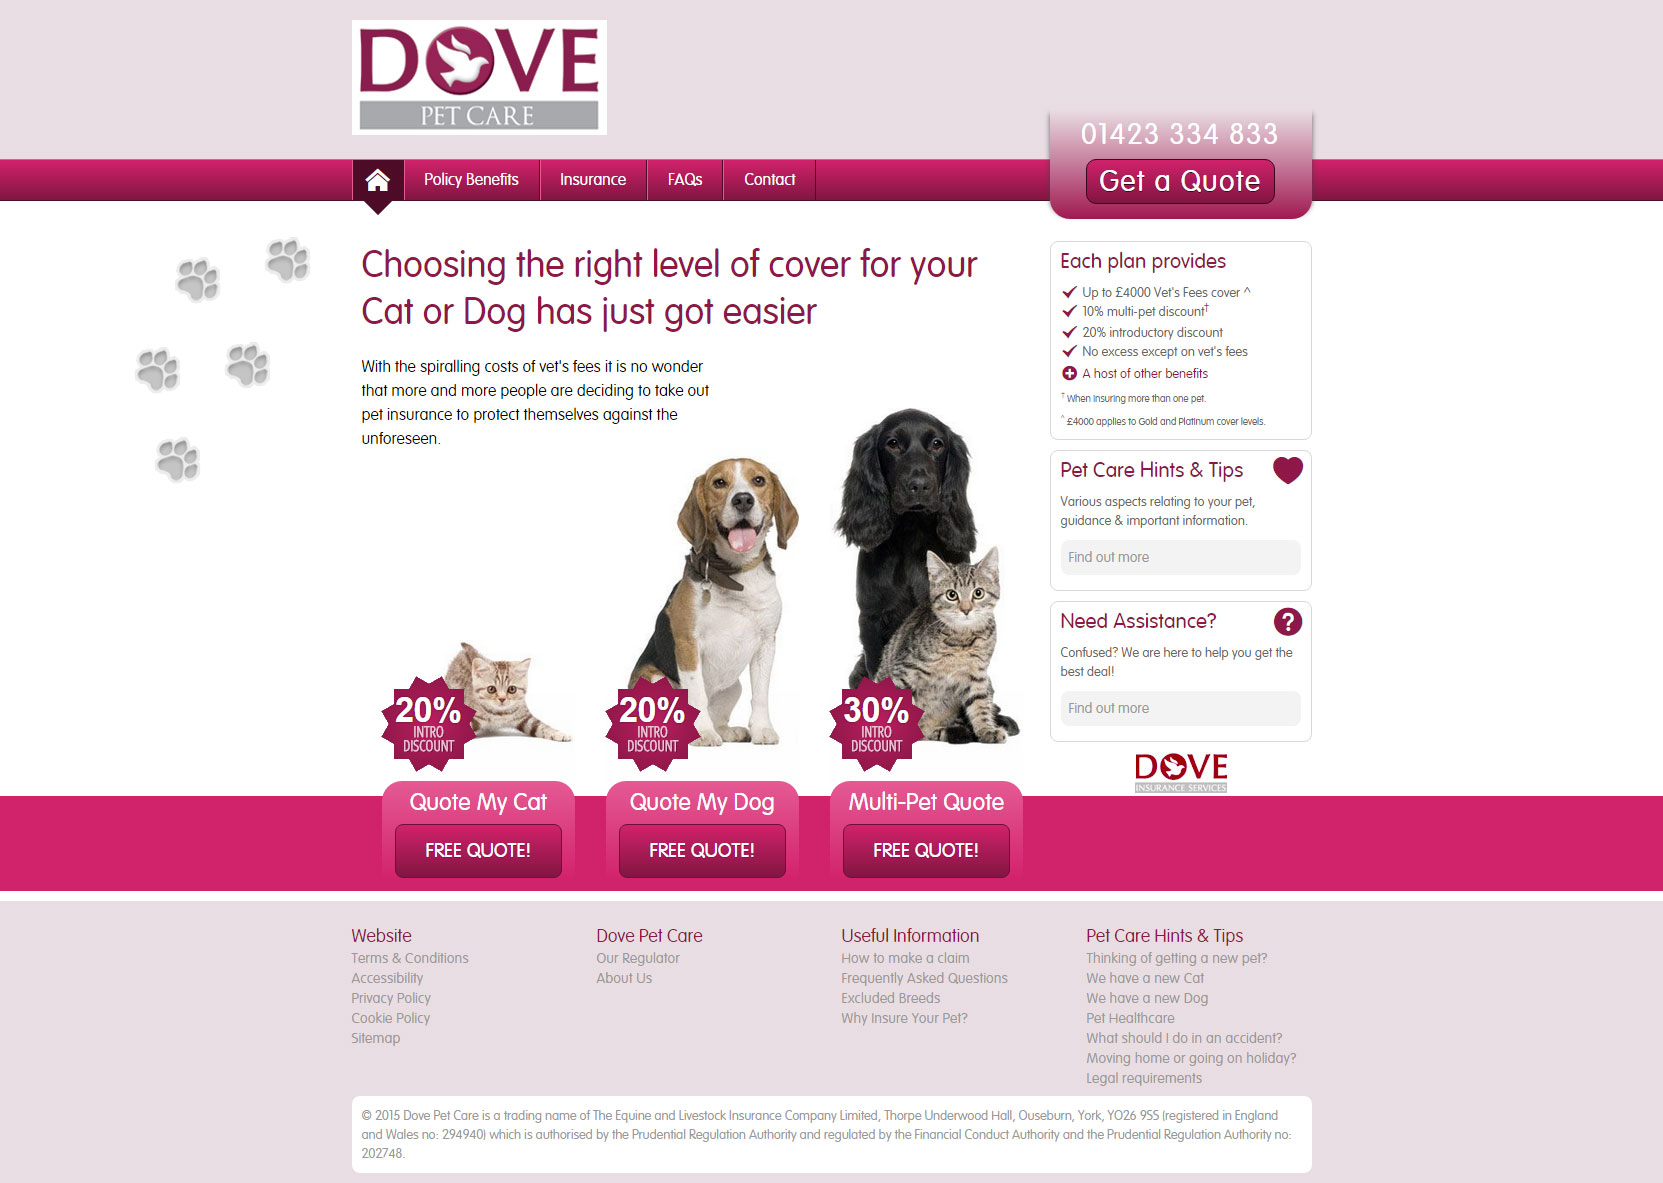 DOVE
PET CARE
01423 334 833
Get a Quote
Policy Benefits
Insurance
FAQs
Contact
Choosing the right level of cover for your
Cat or Dog has just got easier
With the spiralling costs of vet's fees it is no wonder
that more and more people are deciding to take out
pet insurance to protect themselves against the
unforeseen.
Each plan provides
Up to £4000 Vet's Fees cover ^
10% multi-pet discount†
20% introductory discount
No excess except on vet's fees
A host of other benefits
† When insuring more than one pet.
^ £4000 applies to Gold and Platinum cover levels.
Pet Care Hints & Tips
Various aspects relating to your pet,
guidance & important information.
Find out more
Need Assistance?
?
Confused? We are here to help you get the
best deal!
Find out more
DOVE
INSURANCE SERVICES
20%
INTRO
DISCOUNT
Quote My Cat
FREE QUOTE!
20%
INTRO
DISCOUNT
Quote My Dog
FREE QUOTE!
30%
INTRO
DISCOUNT
Multi-Pet Quote
FREE QUOTE!
Website
Terms & Conditions
Accessibility
Privacy Policy
Cookie Policy
Sitemap
Dove Pet Care
Our Regulator
About Us
Useful Information
How to make a claim
Frequently Asked Questions
Excluded Breeds
Why Insure Your Pet?
Pet Care Hints & Tips
Thinking of getting a new pet?
We have a new Cat
We have a new Dog
Pet Healthcare
What should I do in an accident?
Moving home or going on holiday?
Legal requirements
© 2015 Dove Pet Care is a trading name of The Equine and Livestock Insurance Company Limited, Thorpe Underwood Hall, Ouseburn, York, YO26 9SS (registered in England
and Wales no: 294940) which is authorised by the Prudential Regulation Authority and regulated by the Financial Conduct Authority and the Prudential Regulation Authority no:
202748.